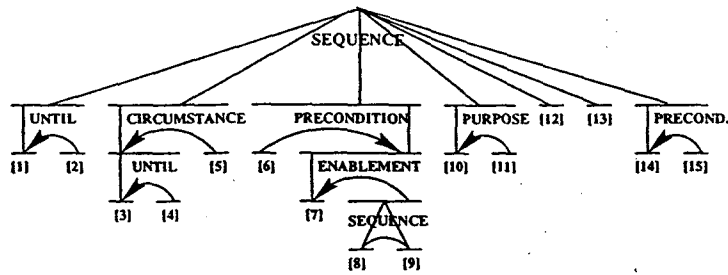 SEQUENCE
UNTIL CIRCUMSTANCE PRECONDITION PURPOSE [12] [13] PRECOND.
[1] [2] UNTIL [5] [6] ENABLEMENT [10] [11] [14] [15]
[3] [4] [7] SEQUENCE
[8] [9]